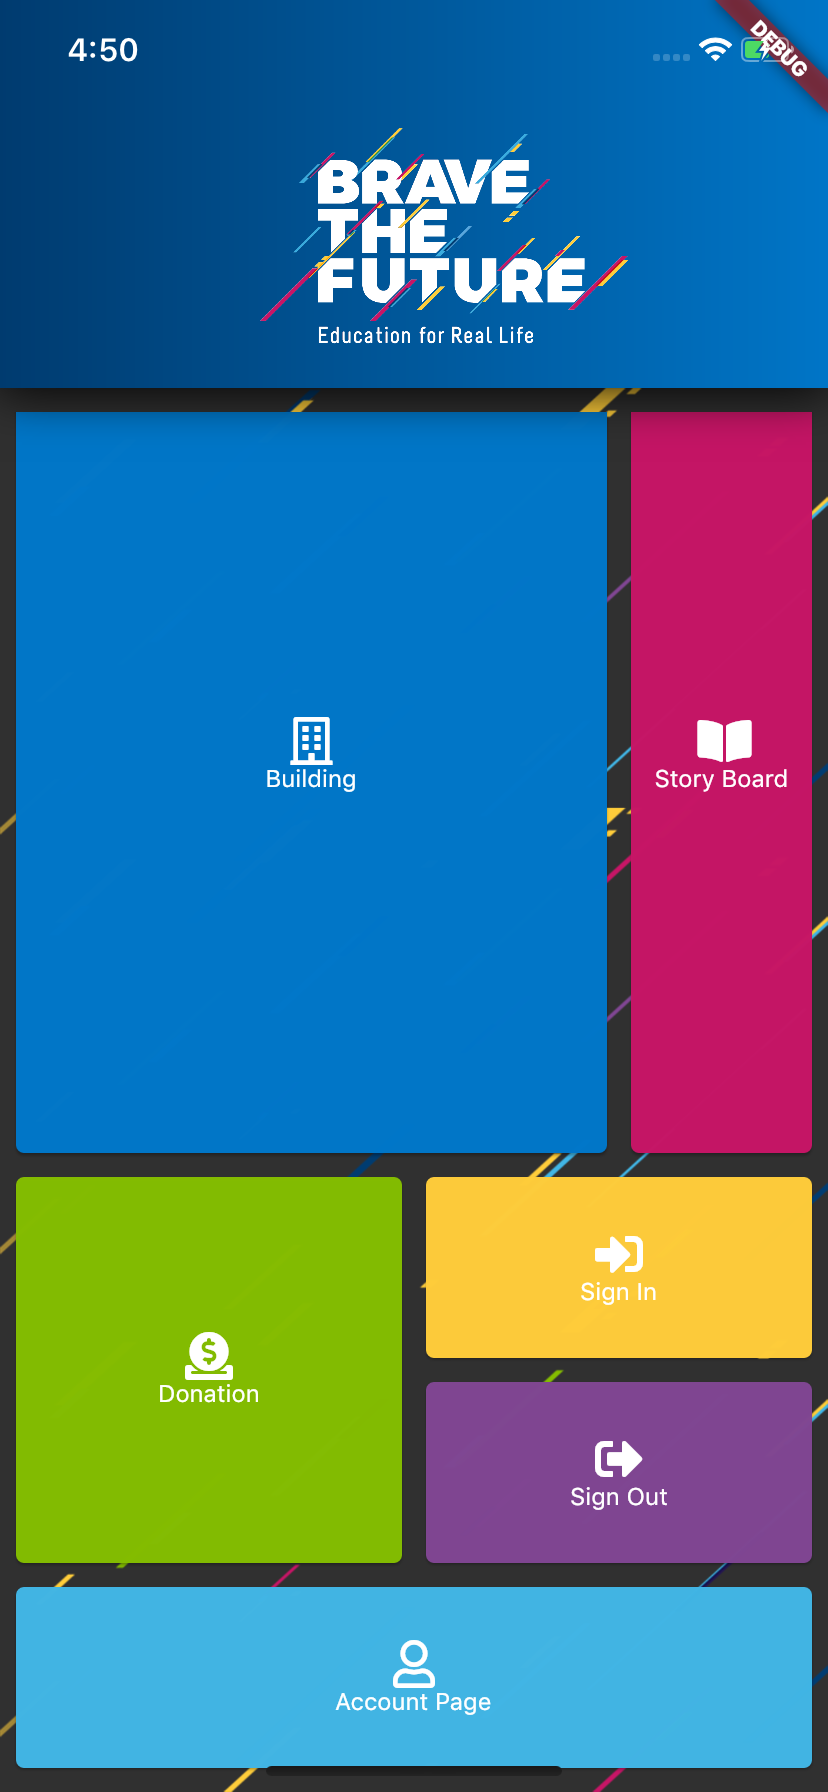 4:50
DEBUG
BRAVE
THE
FUTURE
Education for Real Life
Building
Story Board
Sign In
Donation
Sign Out
Account Page